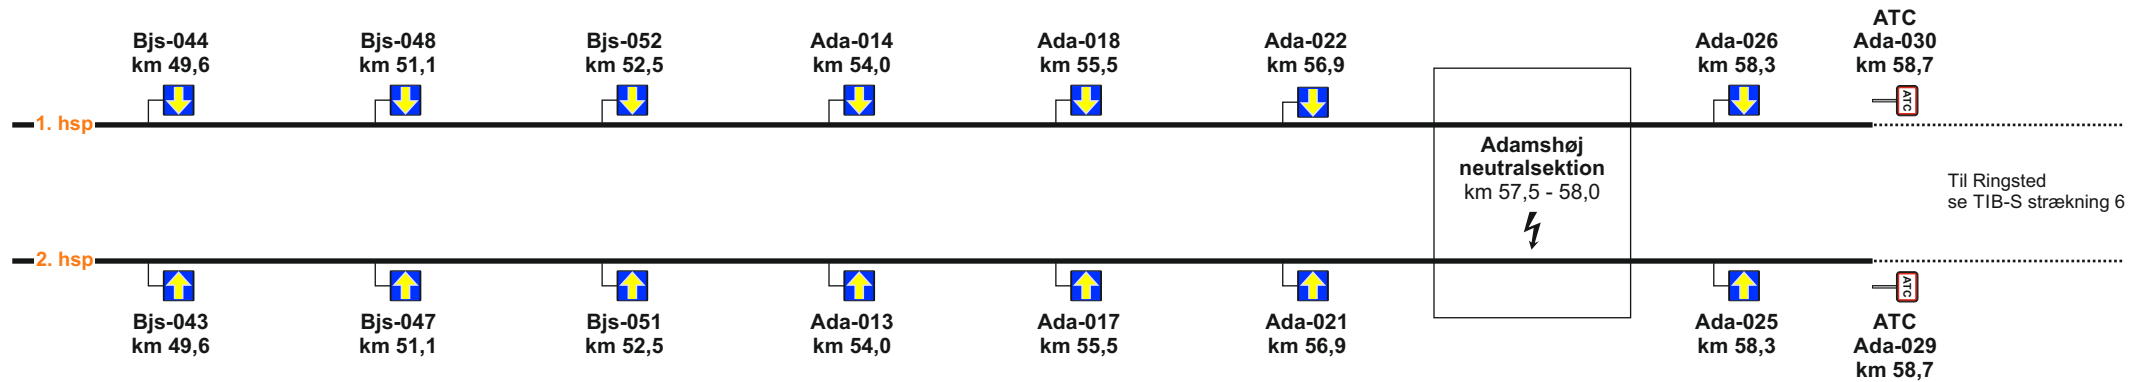 Bjs-044
km 49,6
Bjs-048
km 51,1
Bjs-052
km 52,5
Ada-014
km 54,0
Ada-018
km 55,5
Ada-022
km 56,9
Ada-026
km 58,3
ATC
Ada-030
km 58,7
ATC
1. hsp
Adamshøj
neutralsektion
km 57,5 - 58,0
Til Ringsted
se TIB-S strækning 6
2. hsp
ATC
Bjs-043
km 49,6
Bjs-047
km 51,1
Bjs-051
km 52,5
Ada-013
km 54,0
Ada-017
km 55,5
Ada-021
km 56,9
Ada-025
km 58,3
ATC
Ada-029
km 58,7